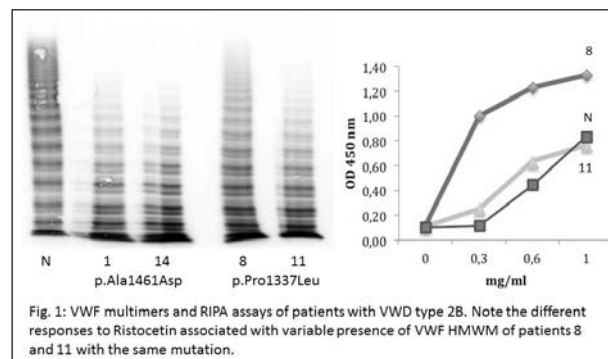 N 1 14 8 11
p.Ala1461Asp p.Pro1337Leu
OD 450 nm
1,40
1,20
1,00
0,80
0,60
0,40
0,20
0,00
0 0,3 0,6 1
mg/ml
8
N
11
Fig. 1: VWF multimers and RIPA assays of patients with VWD type 2B. Note the different
responses to Ristocetin associated with variable presence of VWF HMWM of patients 8
and 11 with the same mutation.